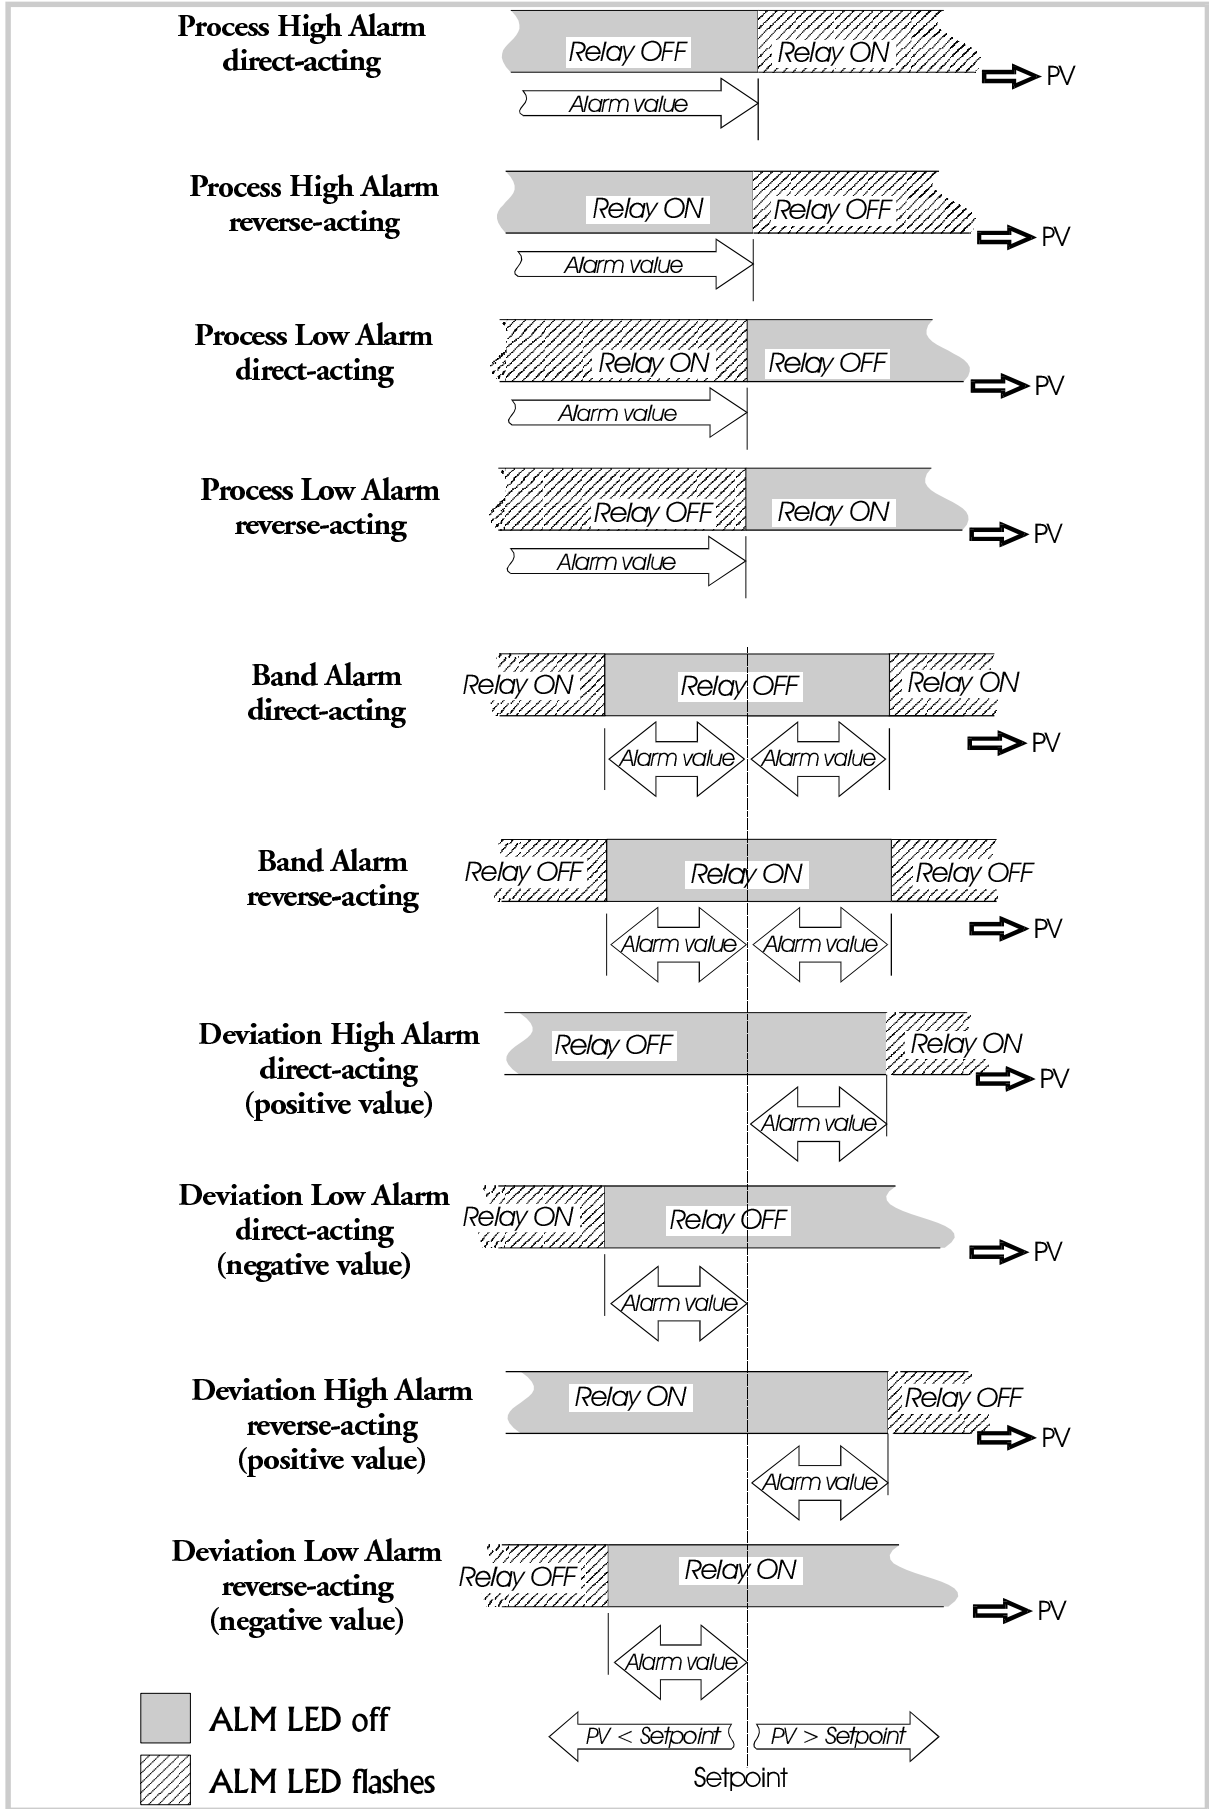 Process High Alarm
direct-acting
Relay OFF
Relay ON
PV
Alarm value
Process High Alarm
reverse-acting
Relay ON
Relay OFF
PV
Alarm value
Process Low Alarm
direct-acting
Relay ON
Relay OFF
PV
Alarm value
Process Low Alarm
reverse-acting
Relay OFF
Relay ON
PV
Alarm value
Band Alarm
direct-acting
Relay ON
Relay OFF
Relay ON
PV
Alarm value
Alarm value
Band Alarm
reverse-acting
Relay OFF
Relay ON
Relay OFF
PV
Alarm value
Alarm value
Deviation High Alarm
direct-acting
(positive value)
Relay OFF
Relay ON
PV
Alarm value
Deviation Low Alarm
direct-acting
(negative value)
Relay ON
Relay OFF
PV
Alarm value
Deviation High Alarm
reverse-acting
(positive value)
Relay ON
Relay OFF
PV
Alarm value
Deviation Low Alarm
reverse-acting
(negative value)
Relay OFF
Relay ON
PV
Alarm value
ALM LED off
PV < Setpoint
PV > Setpoint
Setpoint
ALM LED flashes